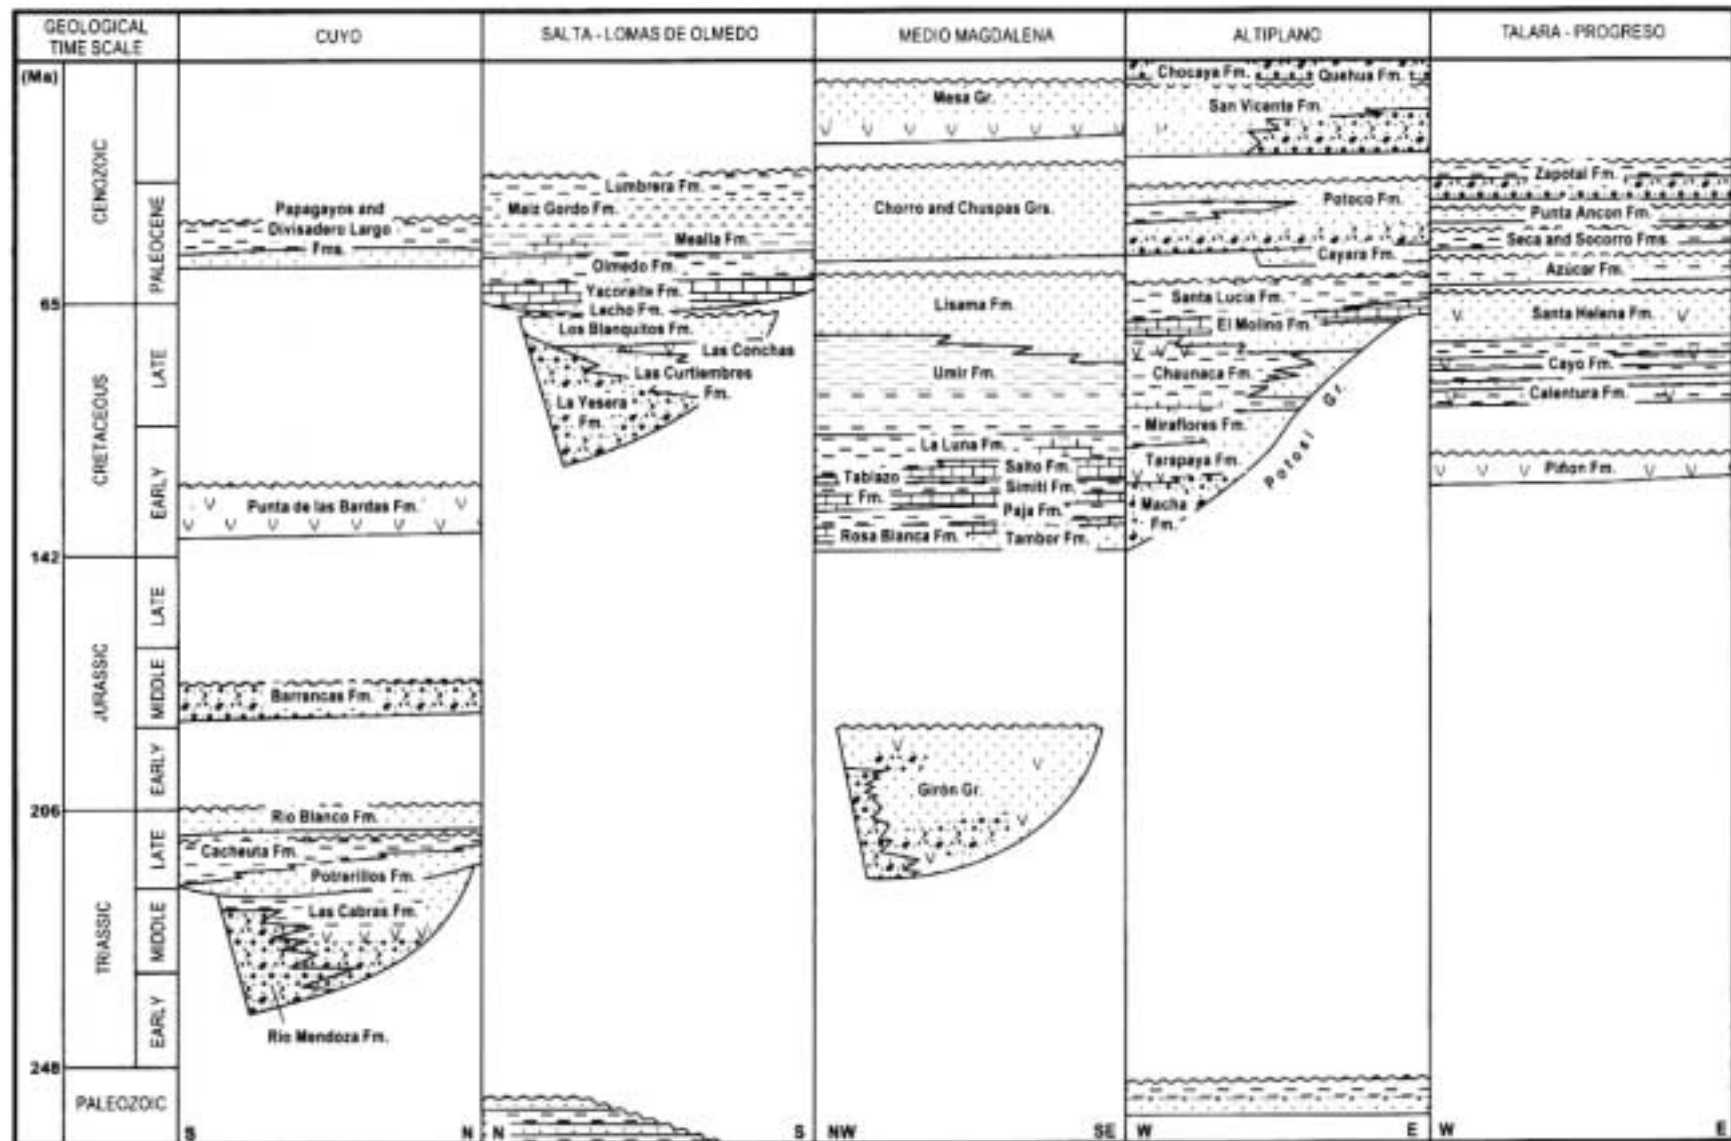 GEOLOGICAL
TIME SCALE
CUYO
SALTA - LOMAS DE OLMEDO
MEDIO MAGDALENA
ALTIPLANO
TALARA - PROGRESO
(Ma)
65
142
206
248
CENOZOIC
PALEOCENE
CRETACEOUS
LATE
EARLY
JURASSIC
LATE
MIDDLE
EARLY
TRIASSIC
LATE
MIDDLE
EARLY
PALEOZOIC
Papagayos and
Divisadero Largo
Fms.
Punta de las Bardas Fm.
Barrancas Fm.
Rio Blanco Fm.
Cacheuta Fm.
Potrerillos Fm.
Las Cabras Fm.
Rio Mendoza Fm.
S N
Lumbrera Fm.
Maiz Gordo Fm.
Mealla Fm.
Olmedo Fm.
Yacoraite Fm.
Lecho Fm.
Los Blanquitos Fm.
Las Conchas
Las Curtiembres
Fm.
La Yesera
Fm.
N S
Mesa Gr.
Chorro and Chuspas Grs.
Lisama Fm.
Umir Fm.
La Luna Fm.
Salto Fm.
Tablazo
Fm.
Simiti Fm.
Paja Fm.
Rosa Blanca Fm.
Tambor Fm.
Girón Gr.
NW SE
Chocaya Fm.
Quehua Fm.
San Vicente Fm.
Potoco Fm.
Cayara Fm.
Santa Lucia Fm.
El Molino Fm.
Chaunaca Fm.
Miraflores Fm.
Tarapaya Fm.
Macha
Fm.
Potosi Gr.
W E
Zapotal Fm.
Punta Ancon Fm.
Seca and Socorro Fms.
Azúcar Fm.
Santa Helena Fm.
Cayo Fm.
Calentura Fm.
Piñon Fm.
W E